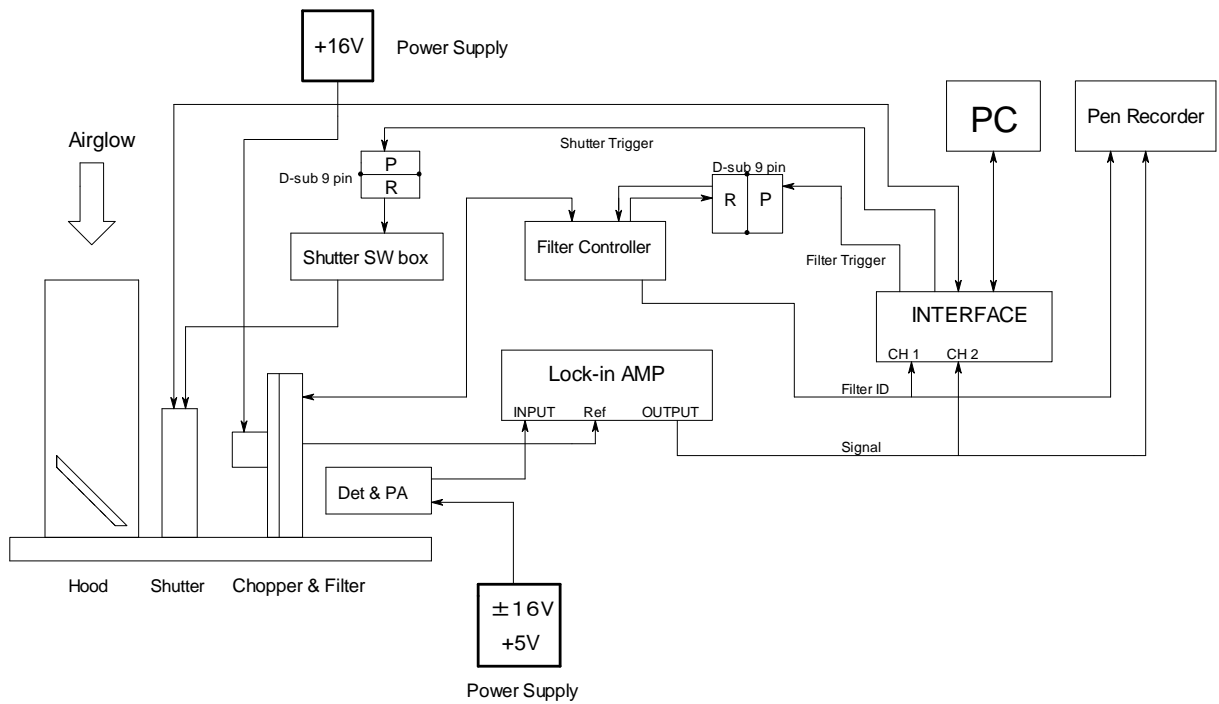 +16V
Power Supply
PC
Pen Recorder
Airglow
Shutter Trigger
D-sub 9 pin
P
R
D-sub 9 pin
R P
Shutter SW box
Filter Controller
Filter Trigger
INTERFACE
CH 1 CH 2
Lock-in AMP
INPUT Ref OUTPUT
Filter ID
Signal
Det & PA
Hood Shutter Chopper & Filter
±16V
+5V
Power Supply